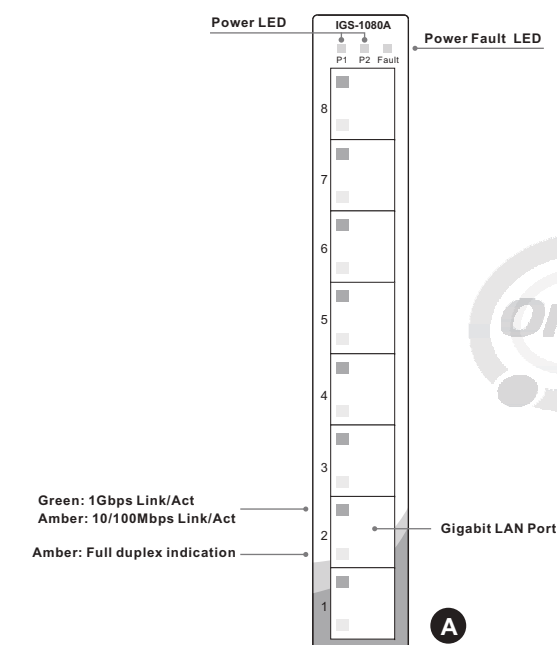 Power LED
IGS-1080A
Power Fault LED
P1 P2 Fault
8
7
6
5
4
3
Green: 1Gbps Link/Act
Amber: 10/100Mbps Link/Act
2
Gigabit LAN Port
Amber: Full duplex indication
1
A